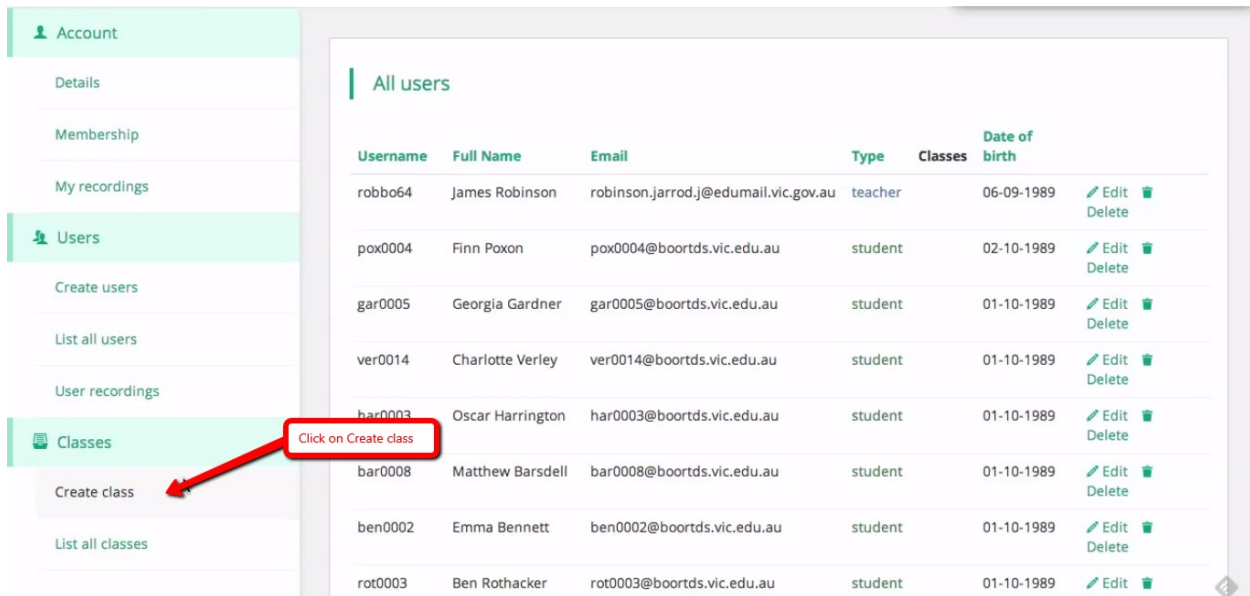 Account
Details
Membership
My recordings
Users
Create users
List all users
User recordings
Classes
Create class
List all classes
Click on Create class
All users
Username Full Name Email Type Classes Date of birth
robbo64 James Robinson robinson.jarrod.j@edumail.vic.gov.au teacher 06-09-1989 Edit
Delete
pox0004 Finn Poxon pox0004@boortds.vic.edu.au student 02-10-1989 Edit
Delete
gar0005 Georgia Gardner gar0005@boortds.vic.edu.au student 01-10-1989 Edit
Delete
ver0014 Charlotte Verley ver0014@boortds.vic.edu.au student 01-10-1989 Edit
Delete
har0003 Oscar Harrington har0003@boortds.vic.edu.au student 01-10-1989 Edit
Delete
bar0008 Matthew Barsdell bar0008@boortds.vic.edu.au student 01-10-1989 Edit
Delete
ben0002 Emma Bennett ben0002@boortds.vic.edu.au student 01-10-1989 Edit
Delete
rot0003 Ben Rothacker rot0003@boortds.vic.edu.au student 01-10-1989 Edit